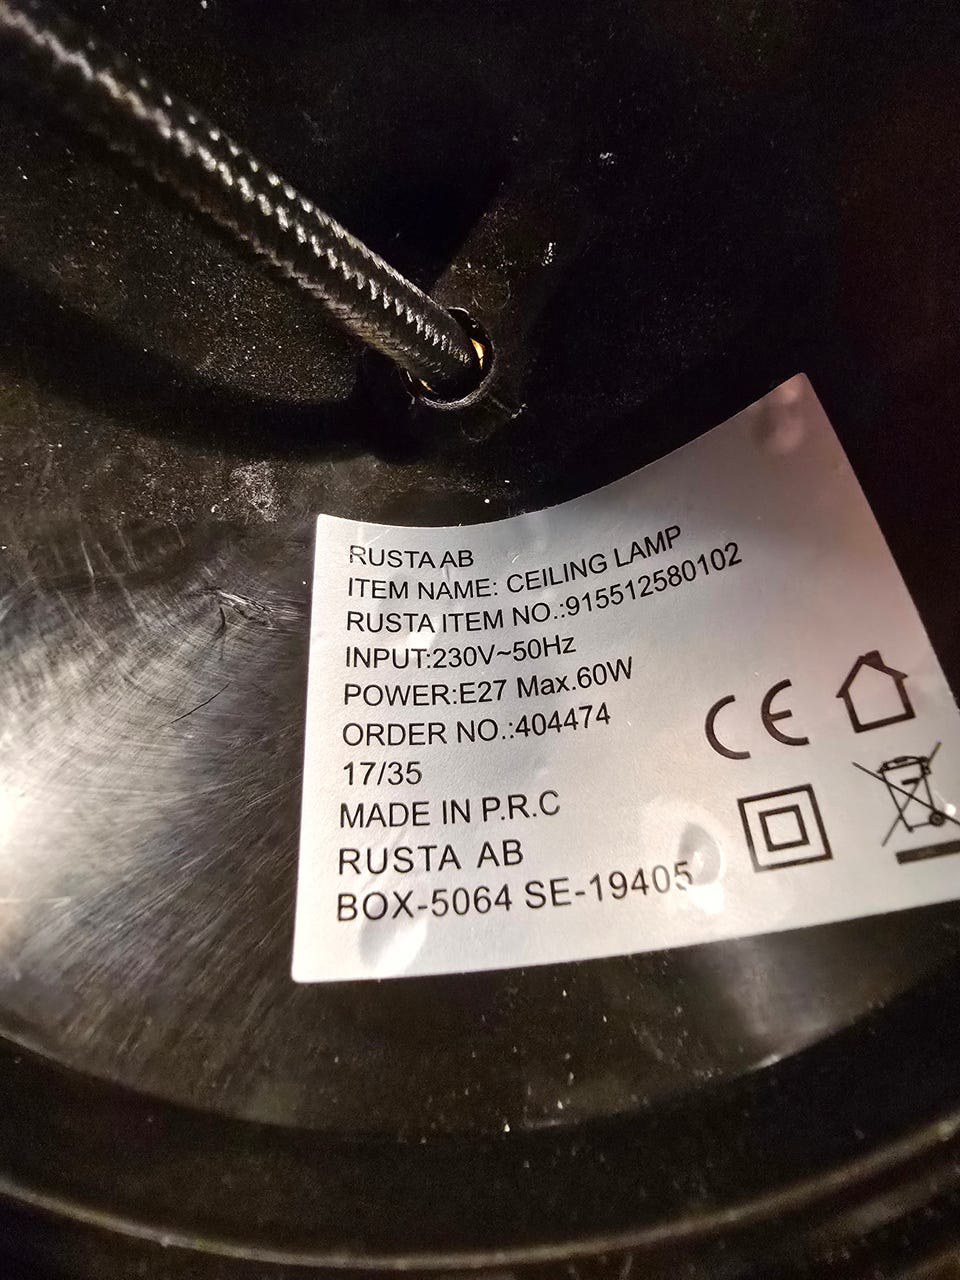 RUSTA AB
ITEM NAME: CEILING LAMP
RUSTA ITEM NO.:915512580102
INPUT:230V~50Hz
POWER:E27 Max.60W
ORDER NO.:404474
17/35
MADE IN P.R.C
RUSTA AB
BOX-5064 SE-19405
CE